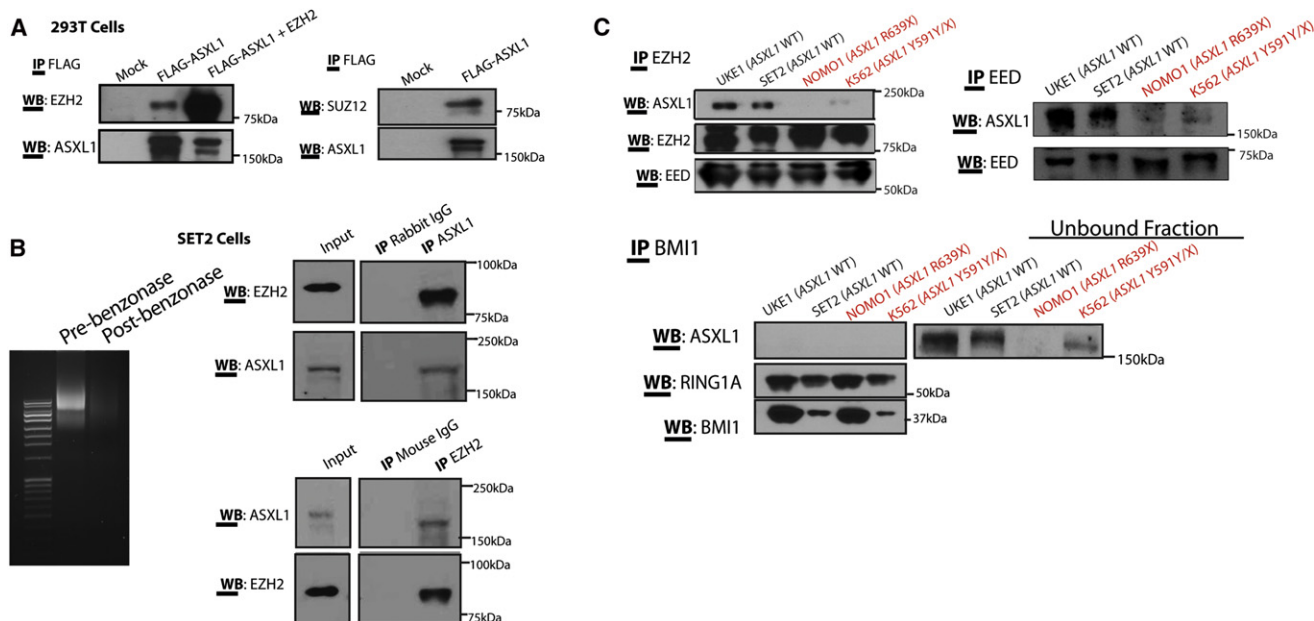 A
293T Cells
IP FLAG
Mock
FLAG-ASXL1
FLAG-ASXL1 + EZH2
WB: EZH2
75kDa
WB: ASXL1
150kDa
IP FLAG
Mock
FLAG-ASXL1
WB: SUZ12
75kDa
WB: ASXL1
150kDa
B
SET2 Cells
Pre-benzonase
Post-benzonase
Input
IP Rabbit IgG
IP ASXL1
WB: EZH2
100kDa
75kDa
WB: ASXL1
250kDa
150kDa
Input
IP Mouse IgG
IP EZH2
WB: ASXL1
250kDa
150kDa
WB: EZH2
100kDa
75kDa
C
IP EZH2
UKE1 (ASXL1 WT)
SET2 (ASXL1 WT)
NOMO1 (ASXL1 R639X)
K562 (ASXL1 Y591Y/X)
WB: ASXL1
250kDa
WB: EZH2
75kDa
WB: EED
50kDa
IP EED
UKE1 (ASXL1 WT)
SET2 (ASXL1 WT)
NOMO1 (ASXL1 R639X)
K562 (ASXL1 Y591Y/X)
WB: ASXL1
150kDa
WB: EED
75kDa
IP BMI1
Unbound Fraction
UKE1 (ASXL1 WT)
SET2 (ASXL1 WT)
NOMO1 (ASXL1 R639X)
K562 (ASXL1 Y591Y/X)
UKE1 (ASXL1 WT)
SET2 (ASXL1 WT)
NOMO1 (ASXL1 R639X)
K562 (ASXL1 Y591Y/X)
WB: ASXL1
150kDa
WB: RING1A
50kDa
WB: BMI1
37kDa